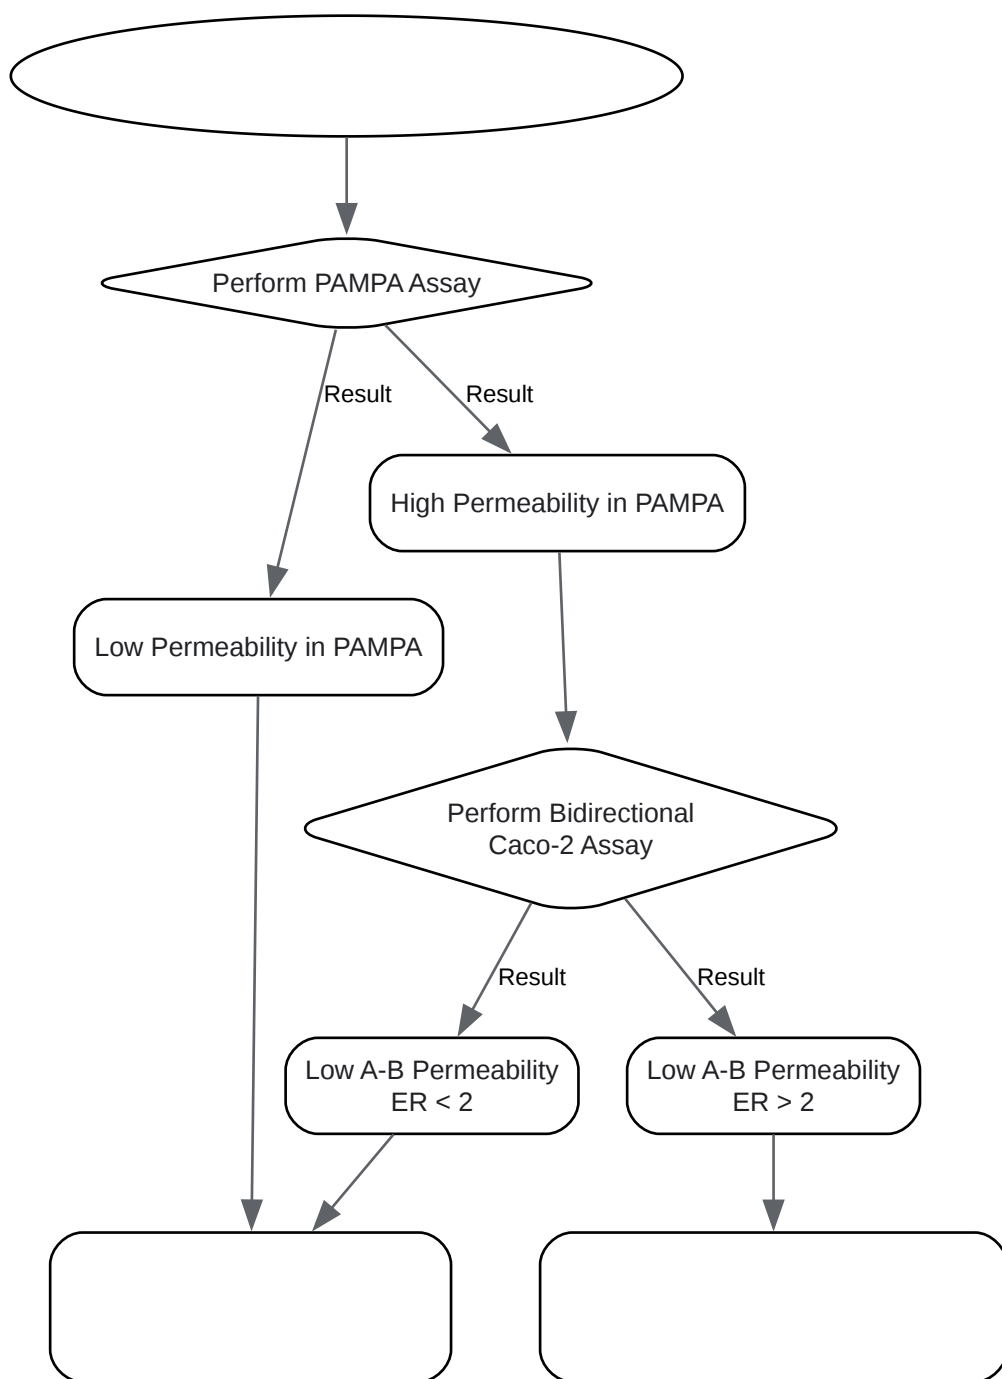 Perform PAMPA Assay
Result
Result
High Permeability in PAMPA
Low Permeability in PAMPA
Perform Bidirectional
Caco-2 Assay
Result
Result
Low A-B Permeability
ER < 2
Low A-B Permeability
ER > 2